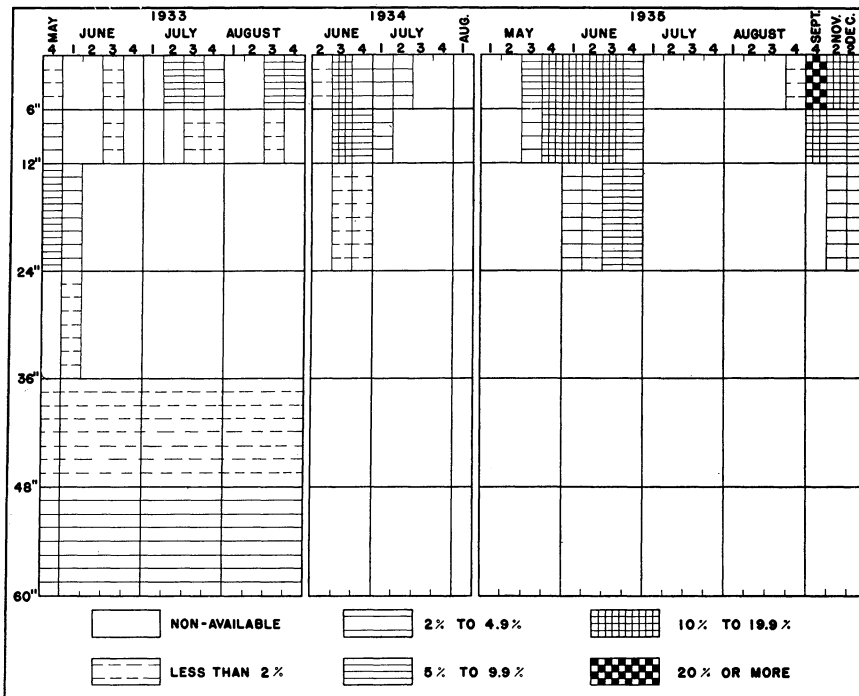 1933 1934 1935
MAY JUNE JULY AUGUST JUNE JULY AUG. MAY JUNE JULY AUGUST SEPT. NOV. DEC.
4 1 2 3 4 1 2 3 4 1 2 3 4 2 3 4 1 2 3 4 1 1 2 3 4 1 2 3 4 1 2 3 4 1 2 3 4 4 2 2
6"
12"
24"
36"
48"
60"
NON-AVAILABLE 2% TO 4.9% 10% TO 19.9%
LESS THAN 2% 5% TO 9.9% 20% OR MORE